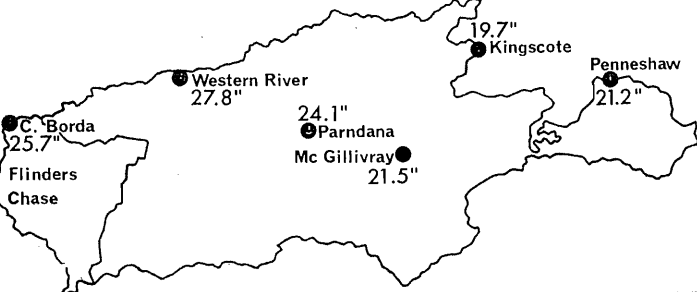 19.7"
Kingscote
Penneshaw
21.2"
Western River
27.8"
24.1"
Parndana
C. Borda
25.7"
Mc Gillivray
21.5"
Flinders
Chase